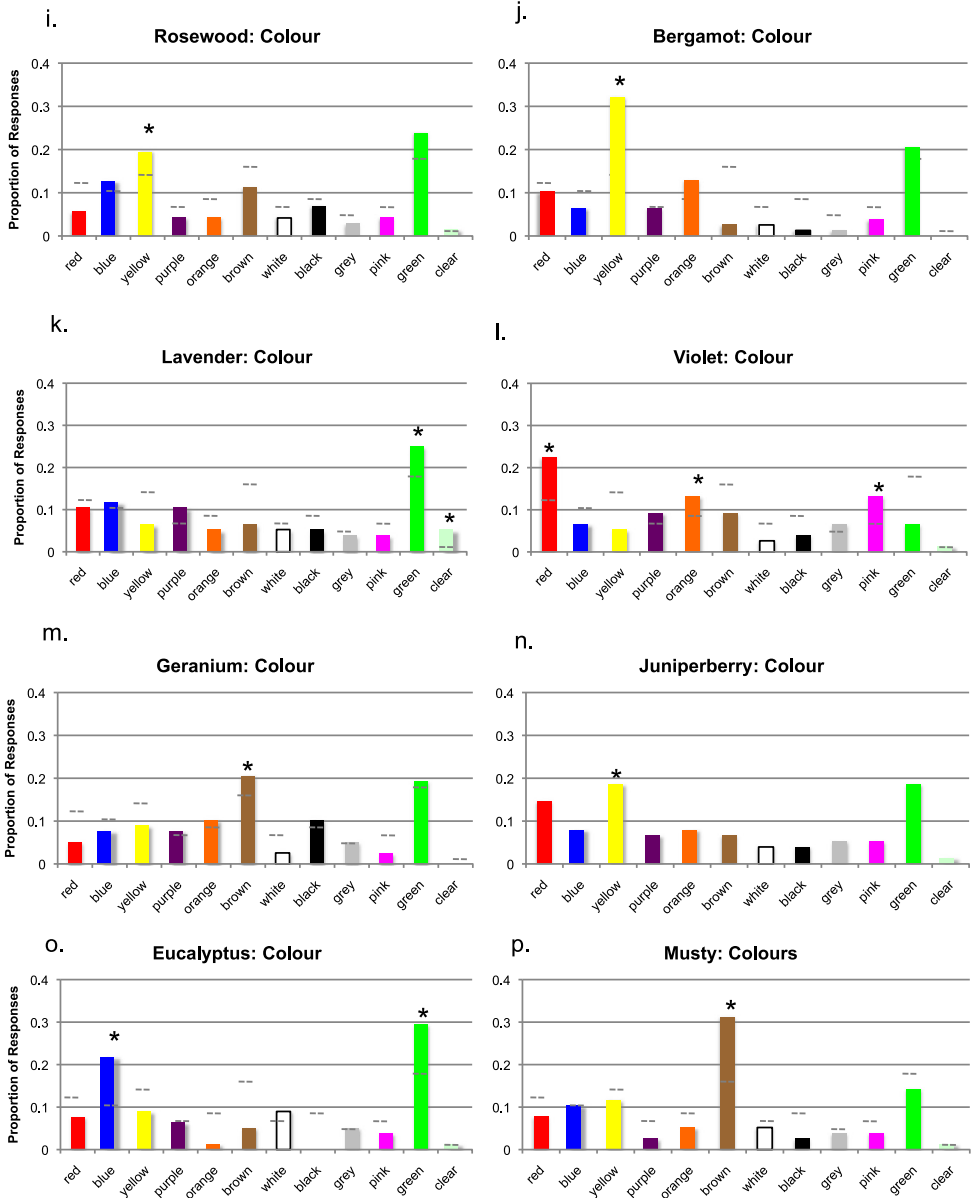 i.
Rosewood: Colour
Proportion of Responses
0.4
0.3
0.2
0.1
0
*
red blue yellow purple orange brown white black grey pink green clear
j.
Bergamot: Colour
0.4
0.3
0.2
0.1
0
*
red blue yellow purple orange brown white black grey pink green clear
k.
Lavender: Colour
Proportion of Responses
0.4
0.3
0.2
0.1
0
* *
red blue yellow purple orange brown white black grey pink green clear
l.
Violet: Colour
0.4
0.3
0.2
0.1
0
* * *
red blue yellow purple orange brown white black grey pink green clear
m.
Geranium: Colour
Proportion of Responses
0.4
0.3
0.2
0.1
0
*
red blue yellow purple orange brown white black grey pink green clear
n.
Juniperberry: Colour
0.4
0.3
0.2
0.1
0
*
red blue yellow purple orange brown white black grey pink green clear
o.
Eucalyptus: Colour
Proportion of Responses
0.4
0.3
0.2
0.1
0
* *
red blue yellow purple orange brown white black grey pink green clear
p.
Musty: Colours
0.4
0.3
0.2
0.1
0
*
red blue yellow purple orange brown white black grey pink green clear